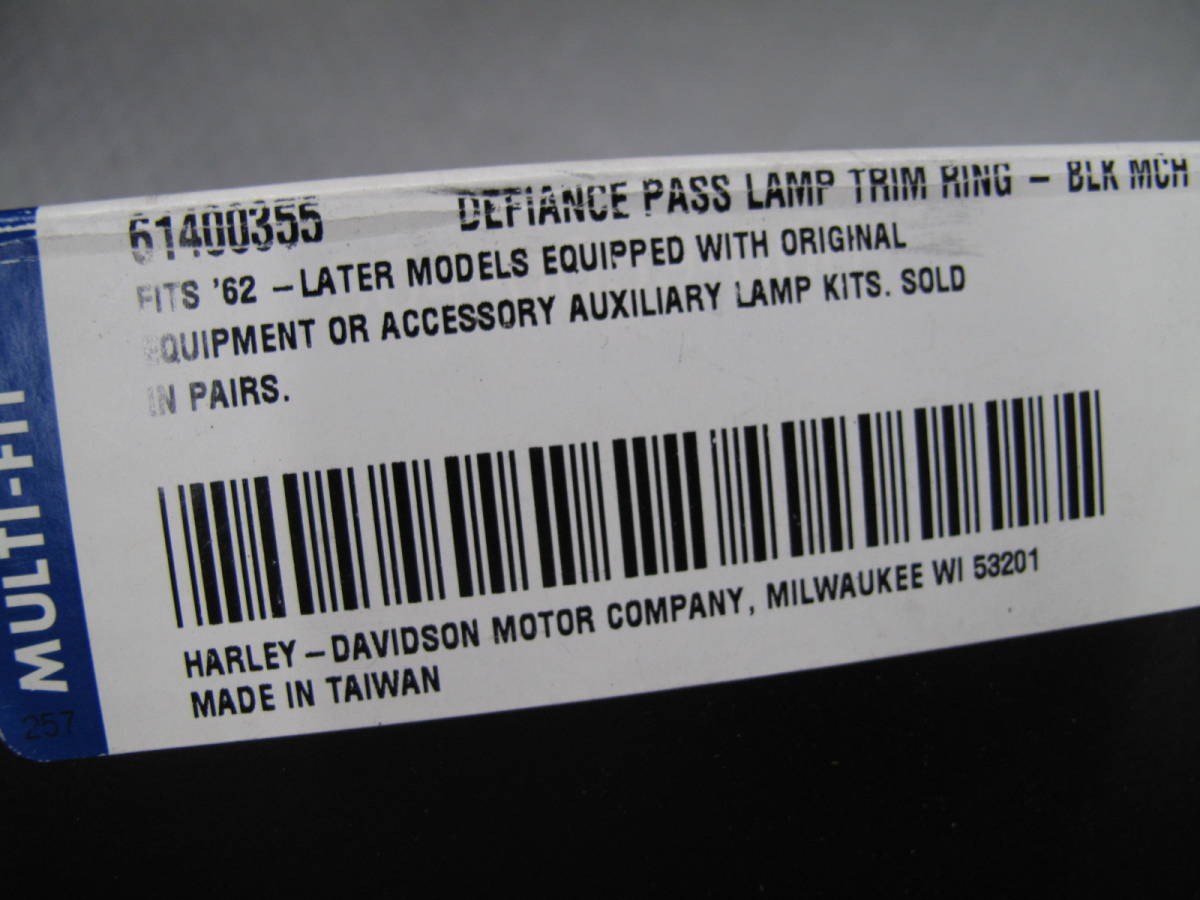 61400355 DEFIANCE PASS LAMP TRIM RING - BLK MCH
FITS '62 -LATER MODELS EQUIPPED WITH ORIGINAL
EQUIPMENT OR ACCESSORY AUXILIARY LAMP KITS. SOLD
IN PAIRS.
HARLEY-DAVIDSON MOTOR COMPANY, MILWAUKEE WI 53201
MADE IN TAIWAN
MULTI-FIT
257